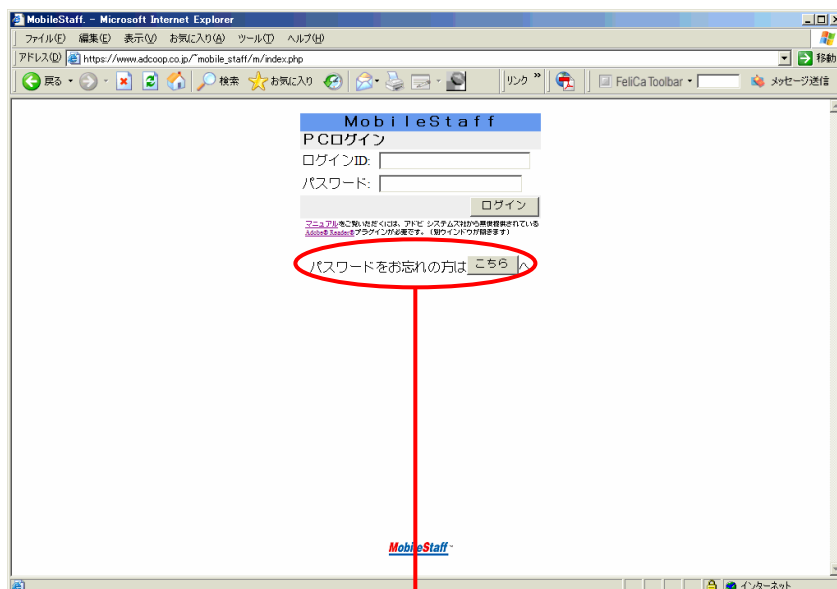 MobileStaff. - Microsoft Internet Explorer
ファイル(F) 編集(E) 表示(V) お気に入り(A) ツール(T) ヘルプ(H)
アドレス(D) https://www.adcoop.co.jp/~mobile_staff/m/index.php 移動
戻る 検索 お気に入り リンク » FeliCa Toolbar メッセージ送信
MobileStaff
PCログイン
ログインID:
パスワード:
ログイン
マニュアルをご覧いただくには、アドビ システムズ社から無償提供されている
Adobe® Reader®プラグインが必要です。（別ウインドウが開きます）
パスワードをお忘れの方はこちらへ
MobileStaff™
インターネット